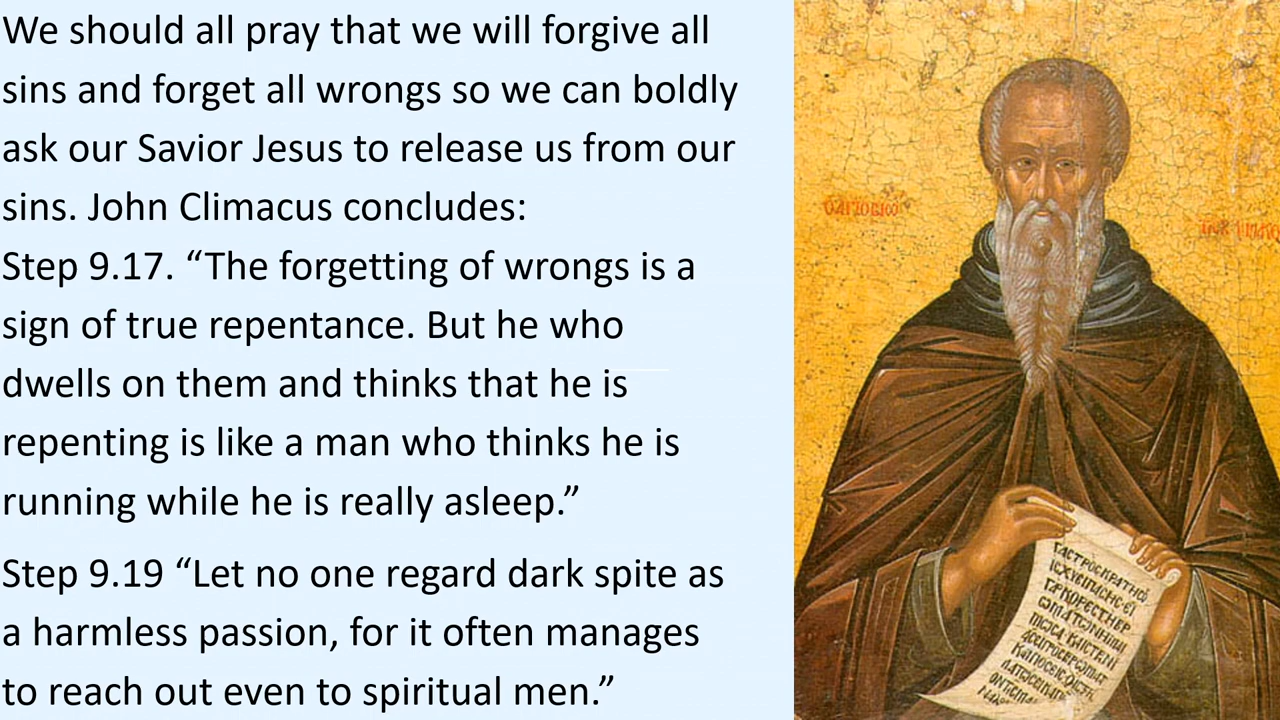 We should all pray that we will forgive all
sins and forget all wrongs so we can boldly
ask our Savior Jesus to release us from our
sins. John Climacus concludes:
Step 9.17. “The forgetting of wrongs is a
sign of true repentance. But he who
dwells on them and thinks that he is
repenting is like a man who thinks he is
running while he is really asleep.”
Step 9.19 “Let no one regard dark spite as
a harmless passion, for it often manages
to reach out even to spiritual men.”